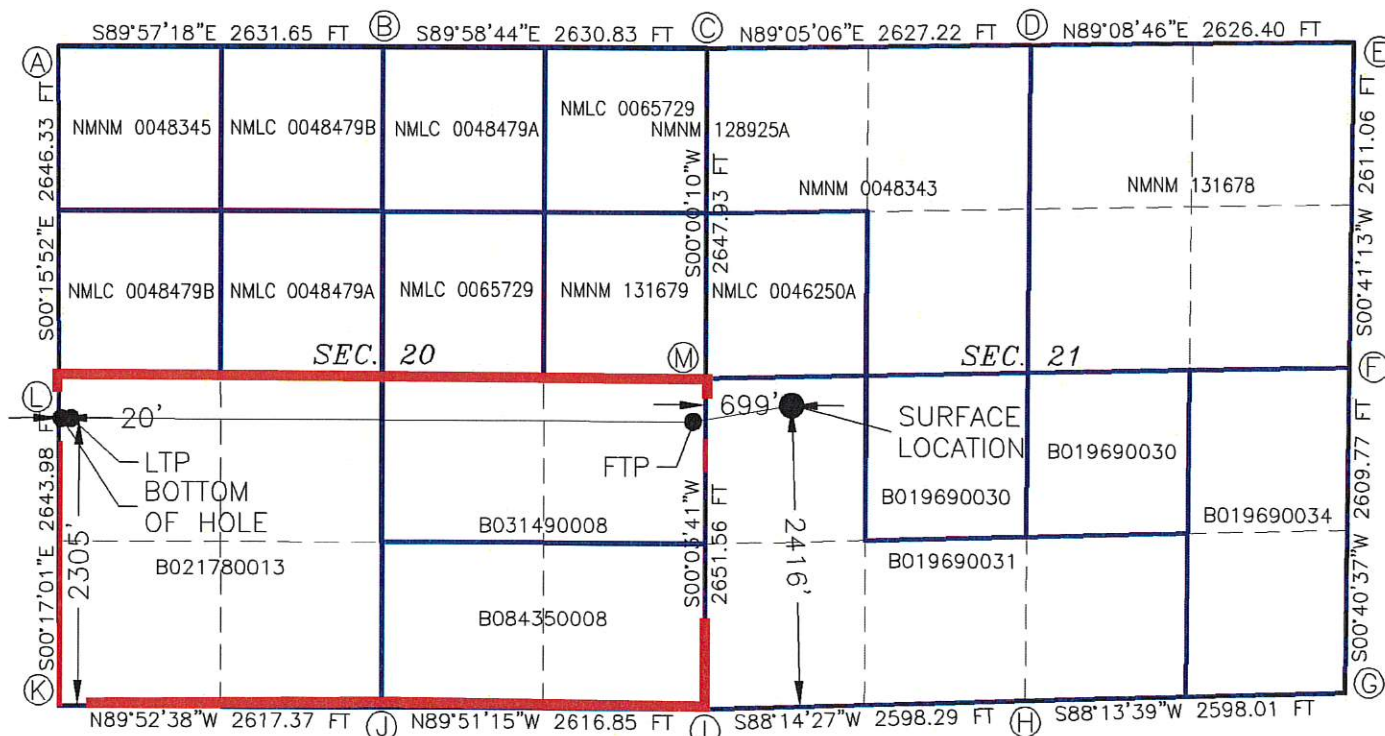 S89°57'18"E 2631.65 FT
B
S89°58'44"E 2630.83 FT
C
N89°05'06"E 2627.22 FT
D
N89°08'46"E 2626.40 FT
E
A
S00°15'52"E 2646.33 FT
NMNM 0048345
NMLC 0048479B
NMLC 0048479A
NMLC 0065729
NMNM 128925A
S00°00'10"W 2647.93 FT
NMNM 0048343
NMNM 131678
S00°41'13"W 2611.06 FT
NMLC 0048479B
NMLC 0048479A
NMLC 0065729
NMNM 131679
NMLC 0046250A
SEC. 20
M
SEC. 21
F
L
20'
699'
SURFACE
LOCATION
LTP
BOTTOM
OF HOLE
FTP
S00°17'01"E 2643.98 FT
2305'
B021780013
B031490008
B084350008
S00°03'41"W 2651.56 FT
2416'
B019690030
B019690030
B019690031
B019690034
S00°40'37"W 2609.77 FT
K
N89°52'38"W 2617.37 FT
J
N89°51'15"W 2616.85 FT
I
S88°14'27"W 2598.29 FT
H
S88°13'39"W 2598.01 FT
G